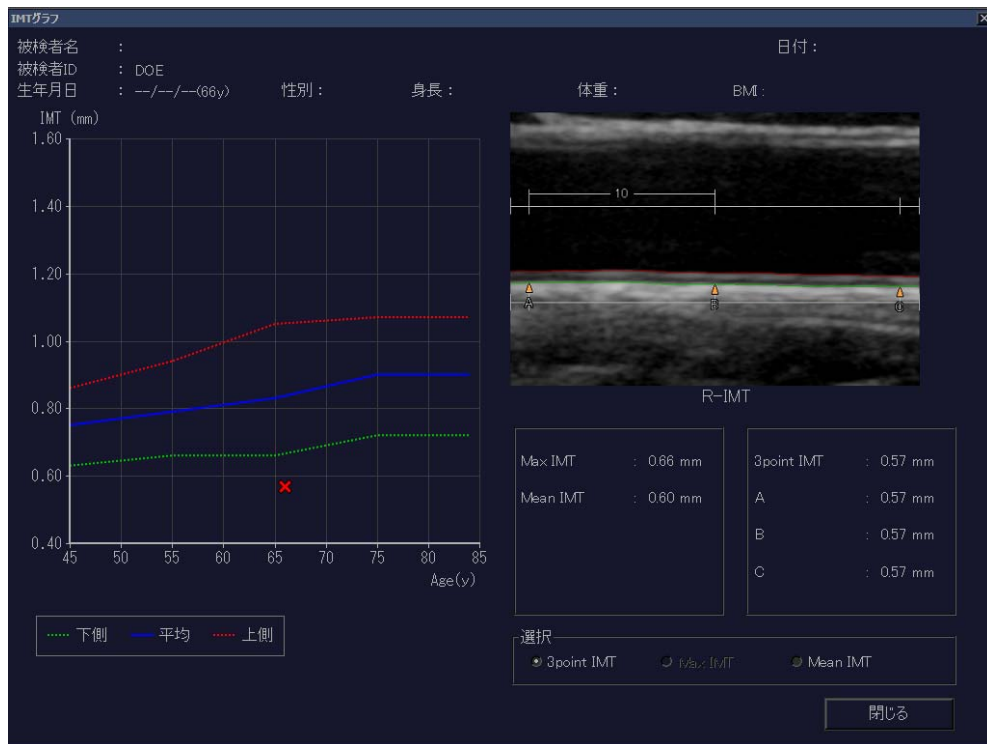 IMTグラフ
被検者名 :
日付:
被検者ID : DOE
生年月日 : --/--/--(66y) 性別: 身長: 体重: BMI:
IMT (mm)
1.60
1.40
1.20
1.00
0.80
0.60
0.40
45 50 55 60 65 70 75 80 85
Age(y)
下側 平均 上側
10
A B C
R-IMT
Max IMT : 0.66 mm
Mean IMT : 0.60 mm
3point IMT : 0.57 mm
A : 0.57 mm
B : 0.57 mm
C : 0.57 mm
選択
3point IMT Max IMT Mean IMT
閉じる